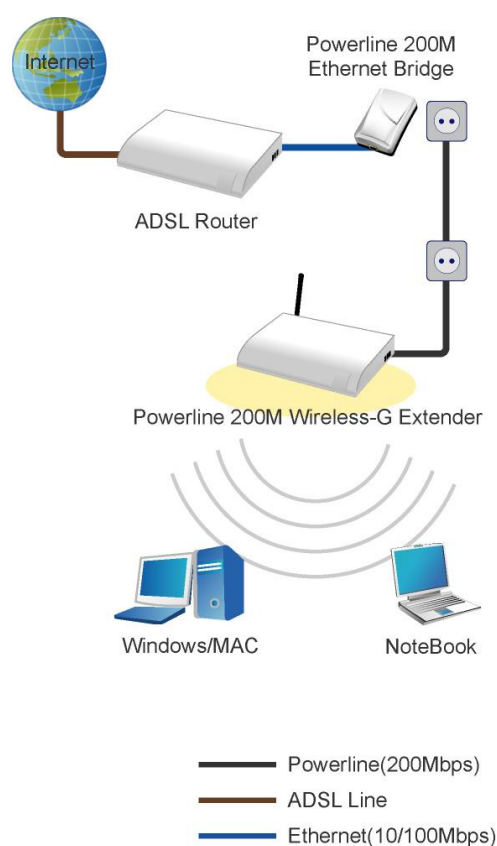 Internet
Powerline 200M
Ethernet Bridge
ADSL Router
Powerline 200M Wireless-G Extender
Windows/MAC
NoteBook
Powerline(200Mbps)
ADSL Line
Ethernet(10/100Mbps)